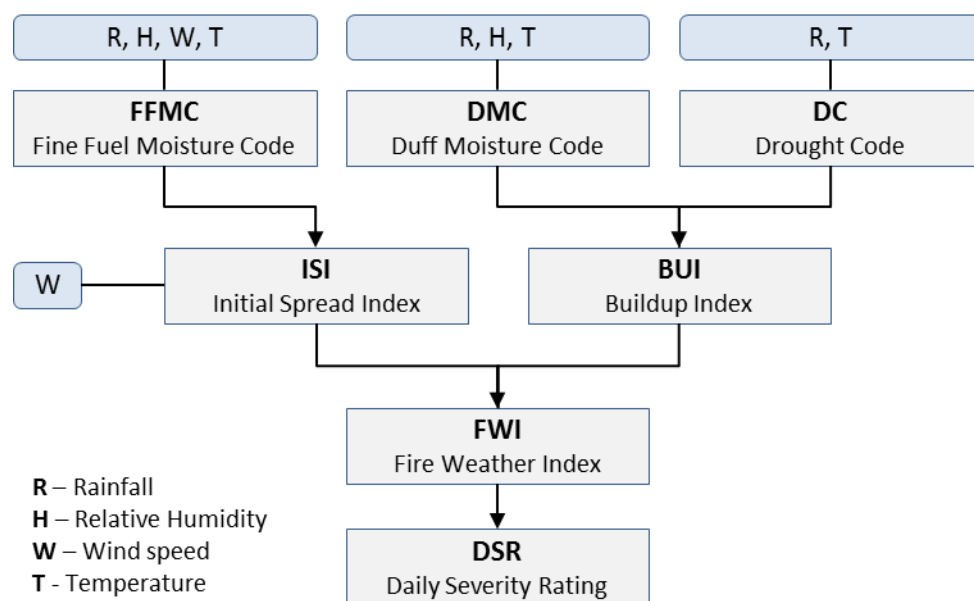 R, H, W, T
R, H, T
R, T
FFMC
Fine Fuel Moisture Code
DMC
Duff Moisture Code
DC
Drought Code
W
ISI
Initial Spread Index
BUI
Buildup Index
FWI
Fire Weather Index
R – Rainfall
H – Relative Humidity
W – Wind speed
T - Temperature
DSR
Daily Severity Rating